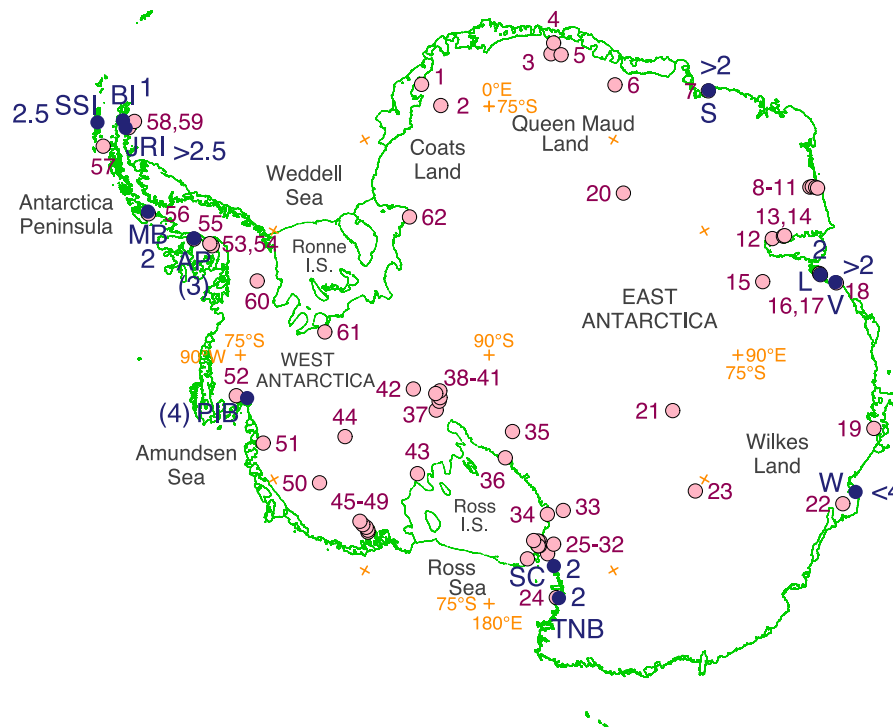 4
3
5
>2
1
0°E
+75°S
6
7
S
2
2.5
SSI
BI
1
58,59
JRI
>2.5
57
Weddell
Sea
Coats
Land
Queen Maud
Land
20
8-11
Antarctica
Peninsula
56
MB
2
55
53,54
AP
(3)
62
Ronne
I.S.
13,14
12
2
>2
L
V
15
16,17
18
60
EAST
ANTARCTICA
61
75°S
90°W +
WEST
ANTARCTICA
90°S
+
+90°E
75°S
52
(4) PIB
42
38-41
37
21
51
44
35
19
Amundsen
Sea
43
36
Wilkes
Land
50
23
W
<4
22
45-49
Ross
I.S.
34
33
25-32
Ross
Sea
SC
2
75°S +
180°E
24
2
TNB